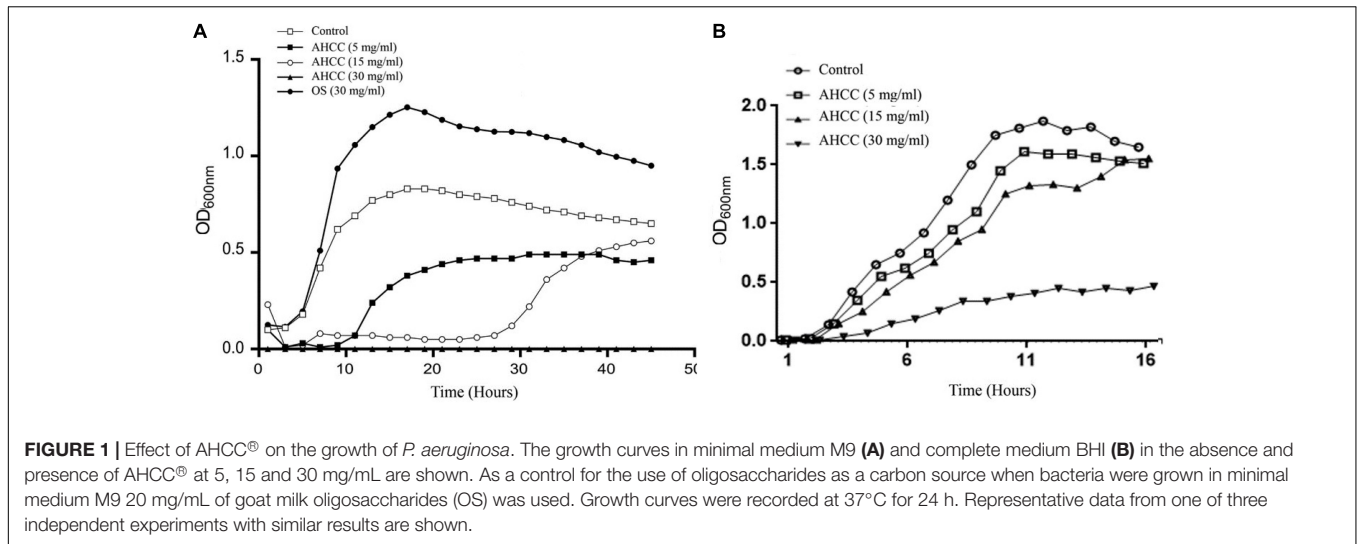 A
Control
AHCC (5 mg/ml)
AHCC (15 mg/ml)
AHCC (30 mg/ml)
OS (30 mg/ml)
1.5
1.0
0.5
0.0
OD600nm
0 10 20 30 40 50
Time (Hours)
B
Control
AHCC (5 mg/ml)
AHCC (15 mg/ml)
AHCC (30 mg/ml)
2.0
1.5
1.0
0.5
0.0
OD600nm
1 6 11 16
Time (Hours)
FIGURE 1 | Effect of AHCC® on the growth of P. aeruginosa. The growth curves in minimal medium M9 (A) and complete medium BHI (B) in the absence and
presence of AHCC® at 5, 15 and 30 mg/mL are shown. As a control for the use of oligosaccharides as a carbon source when bacteria were grown in minimal
medium M9 20 mg/mL of goat milk oligosaccharides (OS) was used. Growth curves were recorded at 37°C for 24 h. Representative data from one of three
independent experiments with similar results are shown.